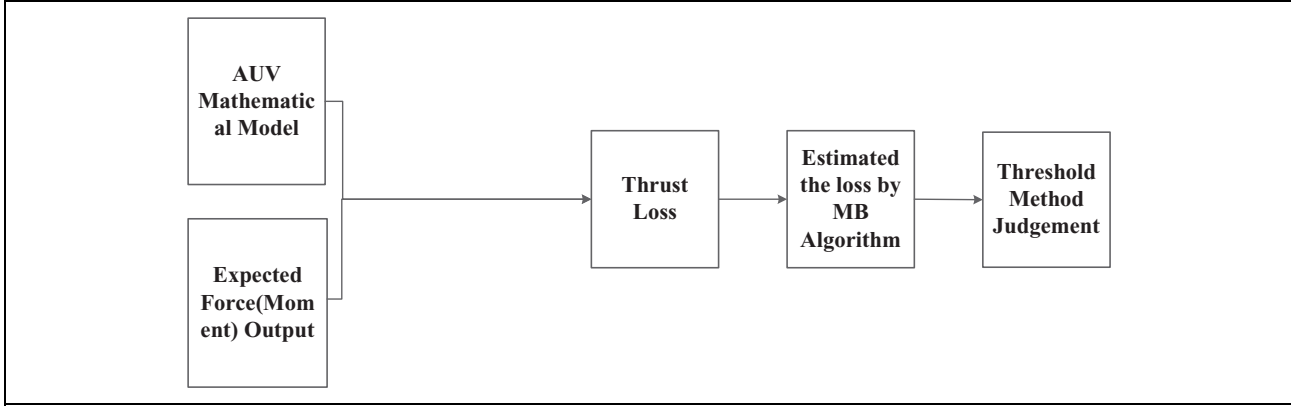 AUV
Mathematic
al Model
Expected
Force(Mom
ent) Output
Thrust
Loss
Estimated
the loss by
MB
Algorithm
Threshold
Method
Judgement